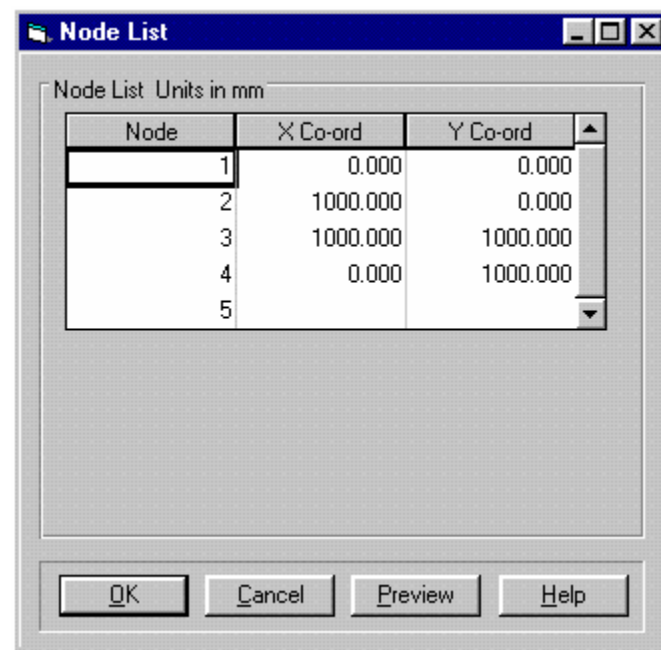 Node List
Node List Units in mm
Node X Co-ord Y Co-ord
1 0.000 0.000
2 1000.000 0.000
3 1000.000 1000.000
4 0.000 1000.000
5
OK Cancel Preview Help